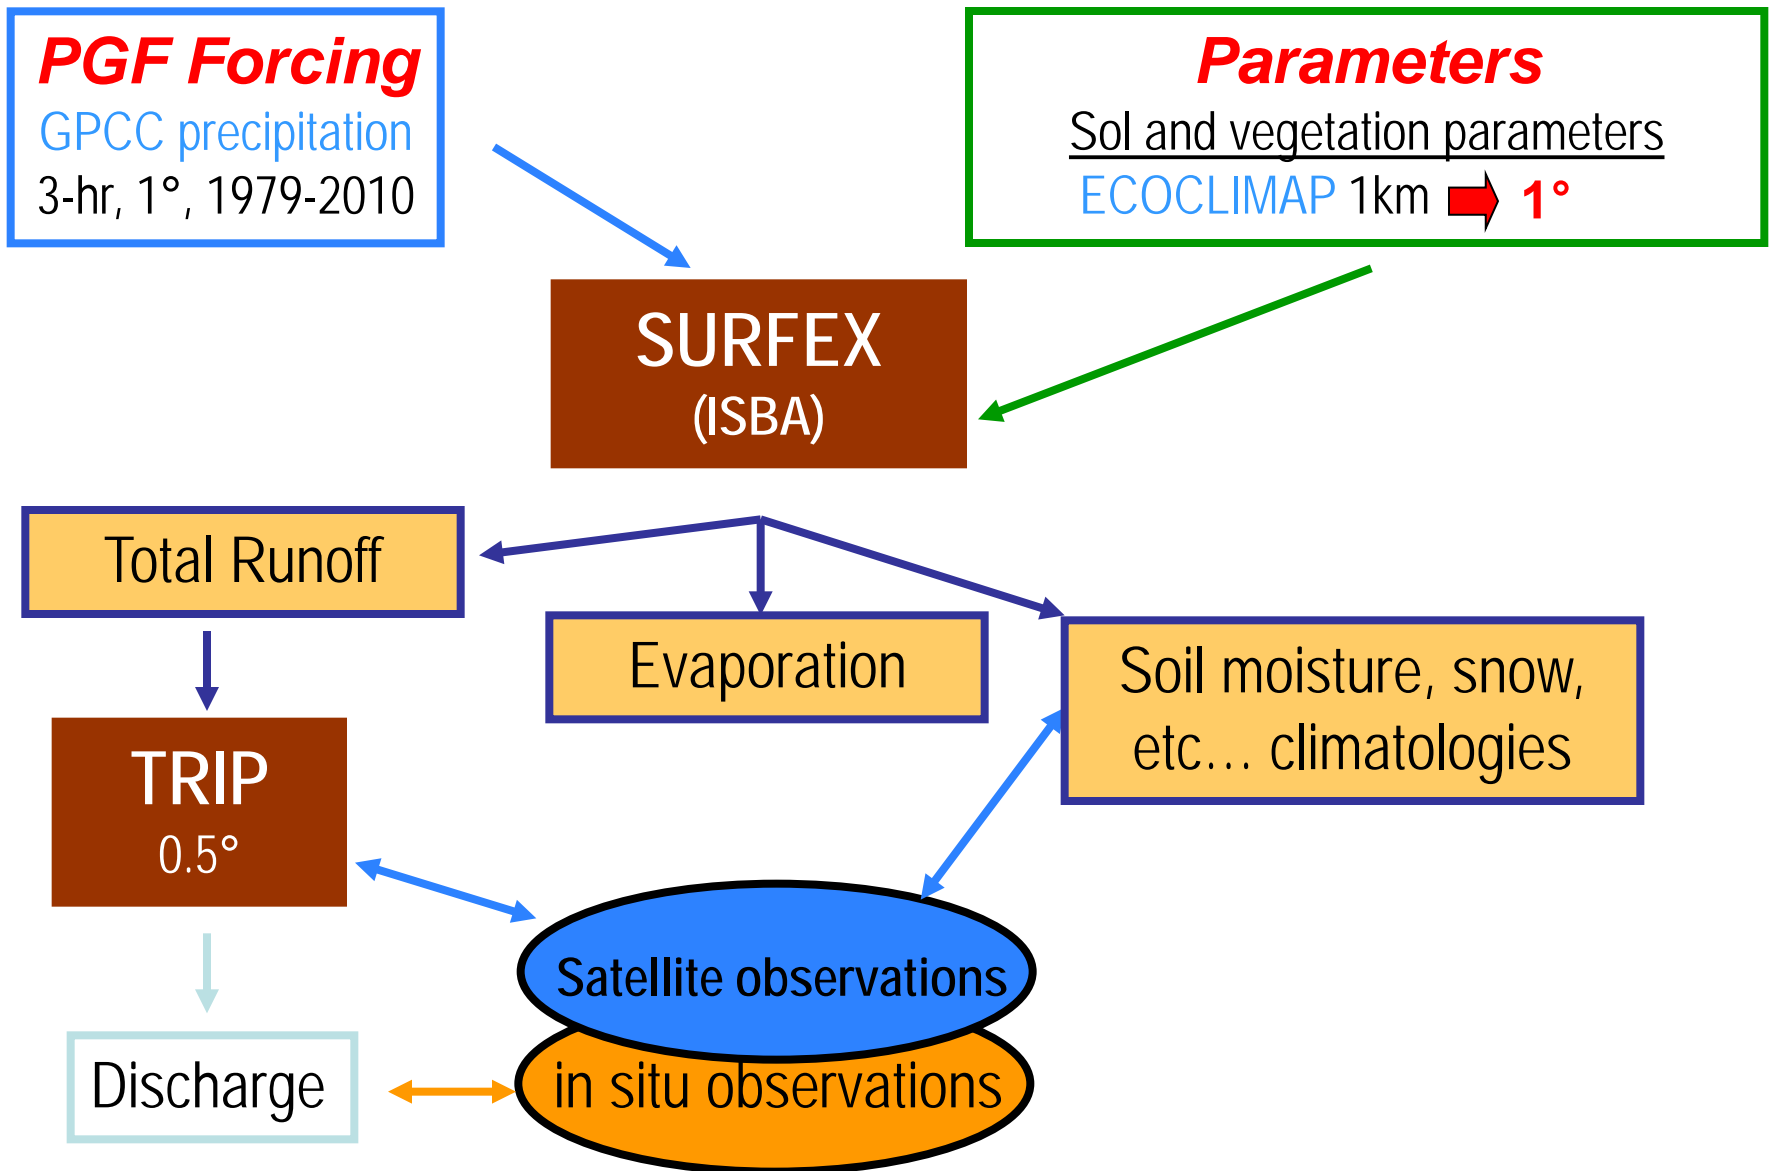 PGF Forcing
GPCC precipitation
3-hr, 1°, 1979-2010
Parameters
Sol and vegetation parameters
ECOCLIMAP 1km 1°
SURFEX
(ISBA)
Total Runoff
Evaporation
Soil moisture, snow,
etc… climatologies
TRIP
0.5°
Satellite observations
Discharge
in situ observations